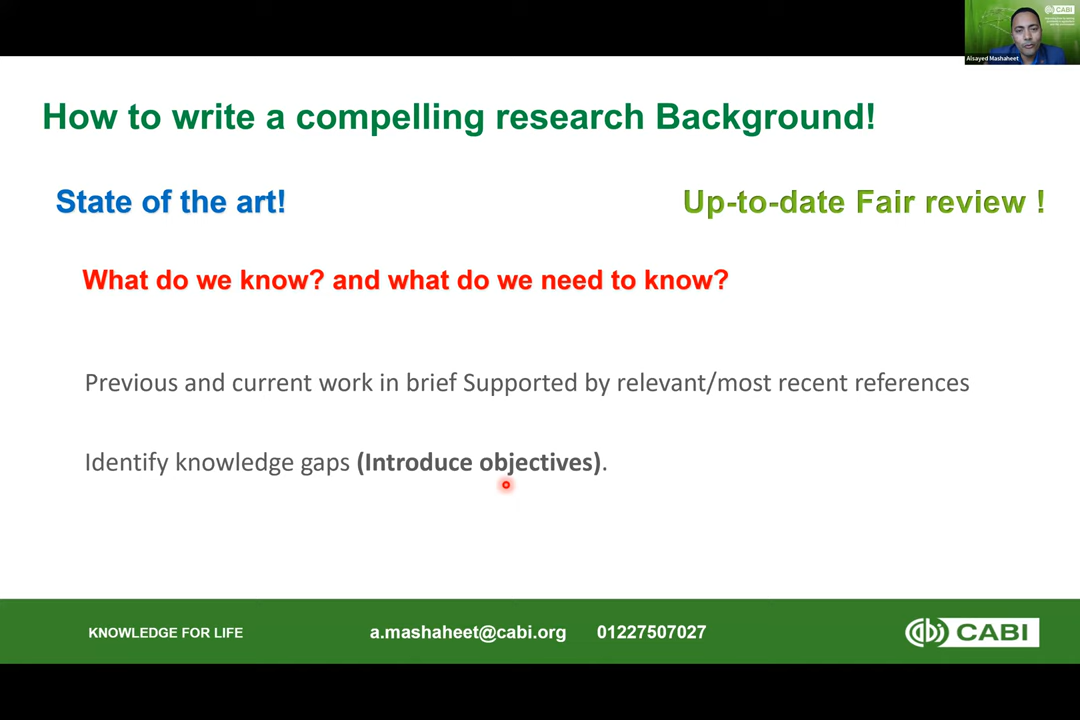 CABI
Alsayed Mashaheet
How to write a compelling research Background!
State of the art!
Up-to-date Fair review !
What do we know? and what do we need to know?
Previous and current work in brief Supported by relevant/most recent references
Identify knowledge gaps (Introduce objectives).
KNOWLEDGE FOR LIFE
a.mashaheet@cabi.org 01227507027
CABI